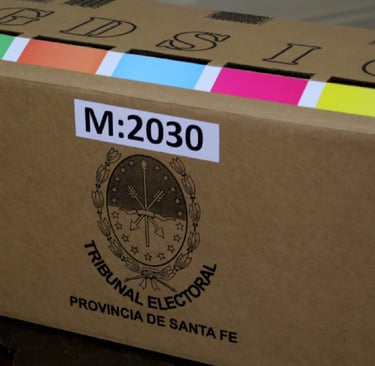 G D S I
M:2030
TRIBUNAL ELECTORAL
PROVINCIA DE SANTA FE